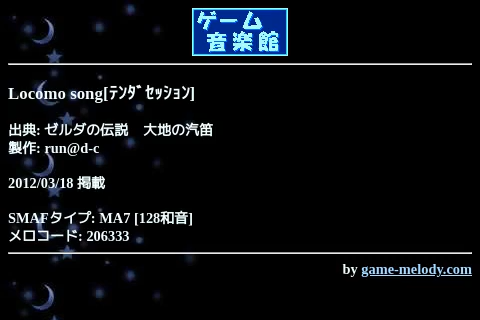 ゲーム
音楽館
Locomo song[ﾃﾝﾀﾞｾｯｼｮﾝ]
出典: ゼルダの伝説　大地の汽笛
製作: run@d-c
2012/03/18 掲載
SMAFタイプ: MA7 [128和音]
メロコード: 206333
by game-melody.com